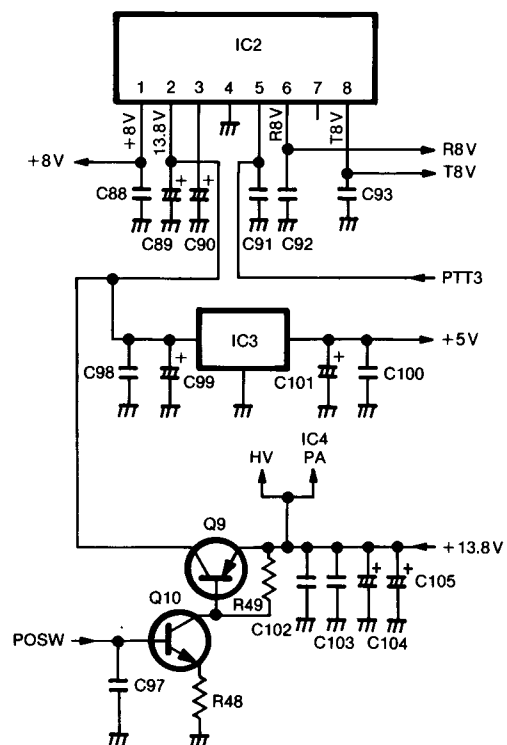 IC2
1 2 3 4 5 6 7 8
+8V
13.8V
R8V
T8V
+8V
R8V
T8V
C88
+
+
C89
C90
C91
C92
C93
PTT3
IC3
+5V
C98
+
C99
C101
+
C100
HV
IC4
PA
Q9
+13.8V
Q10
R49
C102
C103
+
C104
+
C105
POSW
C97
R48